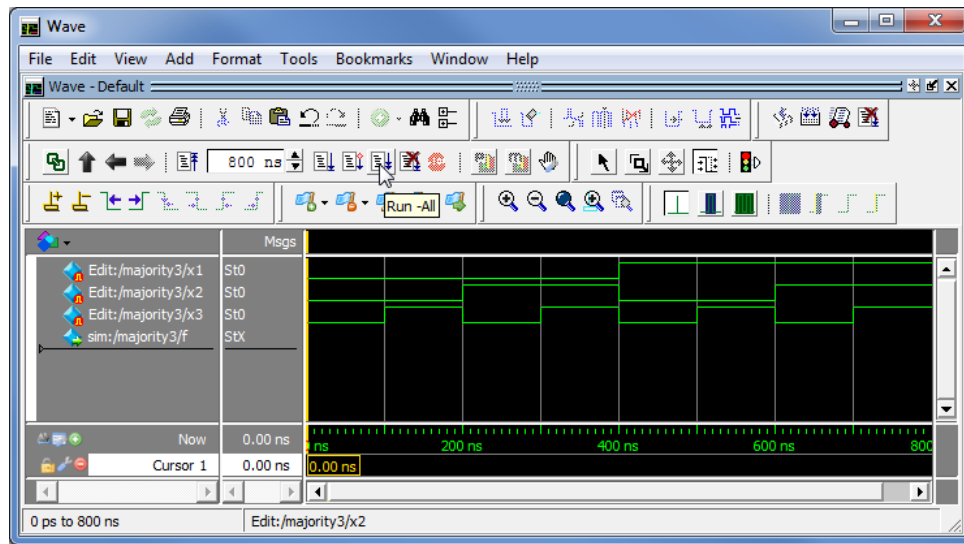 Wave
File Edit View Add Format Tools Bookmarks Window Help
Wave - Default
800 ns
Run -All
Msgs
Edit:/majority3/x1 St0
Edit:/majority3/x2 St0
Edit:/majority3/x3 St0
sim:/majority3/f StX
Now 0.00 ns ns 200 ns 400 ns 600 ns 800
Cursor 1 0.00 ns 0.00 ns
0 ps to 800 ns Edit:/majority3/x2